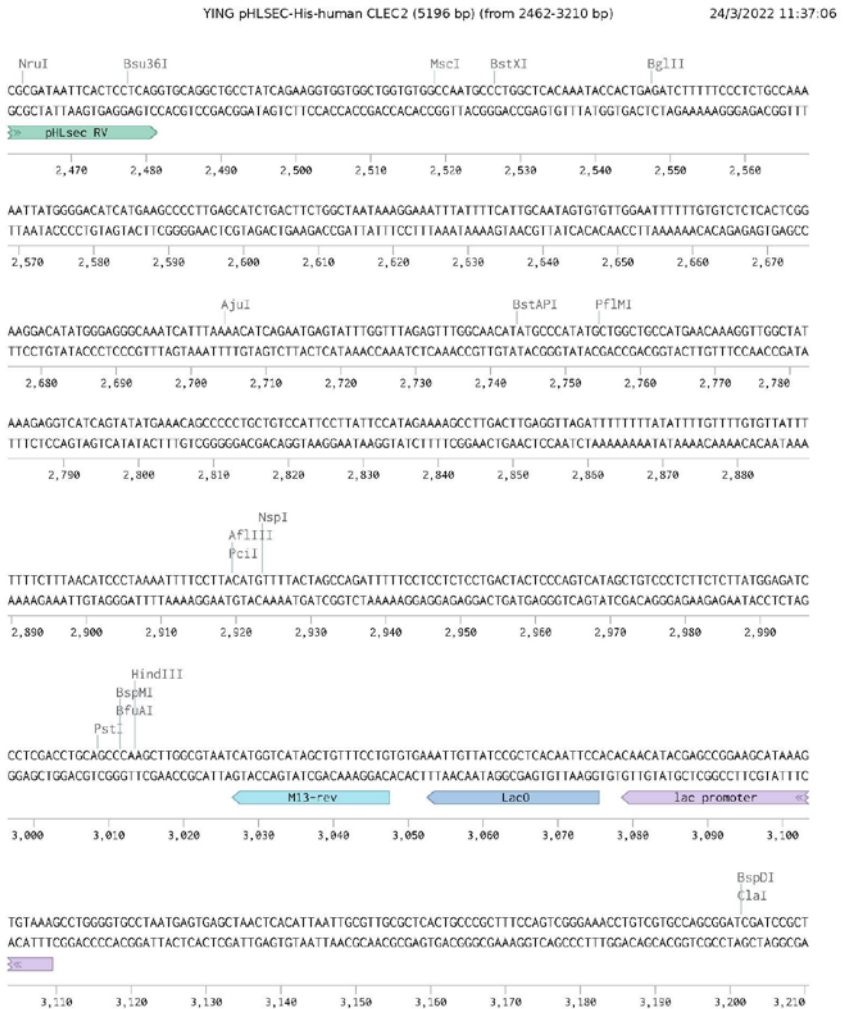 YING pHLSEC-His-human CLEC2 (5196 bp) (from 2462-3210 bp) 24/3/2022 11:37:06
NruI Bsu36I MscI BstXI BglII
CGCGATAATTCACTCCTCAGGTGCAGGCTGCCTATCAGAAGGTGGTGGCTGGTGTGGCCAATGCCCTGGCTCACAAATACCACTGAGATCTTTTTCCCTCTGCCAAA
GCGCTATTAAGTGAGGAGTCCACGTCCGACGGATAGTCTTCCACCACCGACCACACCGGTTACGGGACCGAGTGTTTATGGTGACTCTAGAAAAAGGGAGACGGTTT
pHLsec RV
2,470 2,480 2,490 2,500 2,510 2,520 2,530 2,540 2,550 2,560
AATTATGGGGACATCATGAAGCCCCTTGAGCATCTGACTTCTGGCTAATAAAGGAAATTTATTTTCATTGCAATAGTGTGTTGGAATTTTTTGTGTCTCTCACTCGG
TTAATACCCCTGTAGTACTTCGGGGAACTCGTAGACTGAAGACCGATTATTTCCTTTAAATAAAAGTAACGTTATCACACAACCTTAAAAAACACAGAGAGTGAGCC
2,570 2,580 2,590 2,600 2,610 2,620 2,630 2,640 2,650 2,660 2,670
AjuI BstAPI PflMI
AAGGACATATGGGAGGGCAAATCATTTAAAACATCAGAATGAGTATTTGGTTTAGAGTTTGGCAACATATGCCCATATGCTGGCTGCCATGAACAAAGGTTGGCTAT
TTCCTGTATACCCTCCCGTTTAGTAAATTTTGTAGTCTTACTCATAAACCAAATCTCAAACCGTTGTATACGGGTATACGACCGACGGTACTTGTTTCCAACCGATA
2,680 2,690 2,700 2,710 2,720 2,730 2,740 2,750 2,760 2,770 2,780
AAAGAGGTCATCAGTATATGAAACAGCCCCCTGCTGTCCATTCCTTATTCCATAGAAAAGCCTTGACTTGAGGTTAGATTTTTTTTATATTTTGTTTTGTGTTATTT
TTTCTCCAGTAGTCATATACTTTGTCGGGGGACGACAGGTAAGGAATAAGGTATCTTTTCGGAACTGAACTCCAATCTAAAAAAAATATAAAACAAAACACAATAAA
2,790 2,800 2,810 2,820 2,830 2,840 2,850 2,860 2,870 2,880
NspI
AflIII
PciI
TTTTCTTTAACATCCCTAAAATTTTCCTTACATGTTTTACTAGCCAGATTTTTCCTCCTCTCCTGACTACTCCCAGTCATAGCTGTCCCTCTTCTCTTATGGAGATC
AAAAGAAATTGTAGGGATTTTAAAAGGAATGTACAAAATGATCGGTCTAAAAAGGAGGAGAGGACTGATGAGGGTCAGTATCGACAGGGAGAAGAGAATACCTCTAG
2,890 2,900 2,910 2,920 2,930 2,940 2,950 2,960 2,970 2,980 2,990
HindIII
BspMI
BfuAI
PstI
CCTCGACCTGCAGCCCAAGCTTGGCGTAATCATGGTCATAGCTGTTTCCTGTGTGAAATTGTTATCCGCTCACAATTCCACACAACATACGAGCCGGAAGCATAAAG
GGAGCTGGACGTCGGGTTCGAACCGCATTAGTACCAGTATCGACAAAGGACACACTTTAACAATAGGCGAGTGTTAAGGTGTGTTGTATGCTCGGCCTTCGTATTTC
M13-rev LacO lac promoter
3,000 3,010 3,020 3,030 3,040 3,050 3,060 3,070 3,080 3,090 3,100
BspDI
ClaI
TGTAAAGCCTGGGGTGCCTAATGAGTGAGCTAACTCACATTAATTGCGTTGCGCTCACTGCCCGCTTTCCAGTCGGGAAACCTGTCGTGCCAGCGGATCGATCCGCT
ACATTTCGGACCCCACGGATTACTCACTCGATTGAGTGTAATTAACGCAACGCGAGTGACGGGCGAAAGGTCAGCCCTTTGGACAGCACGGTCGCCTAGCTAGGCGA
3,110 3,120 3,130 3,140 3,150 3,160 3,170 3,180 3,190 3,200 3,210